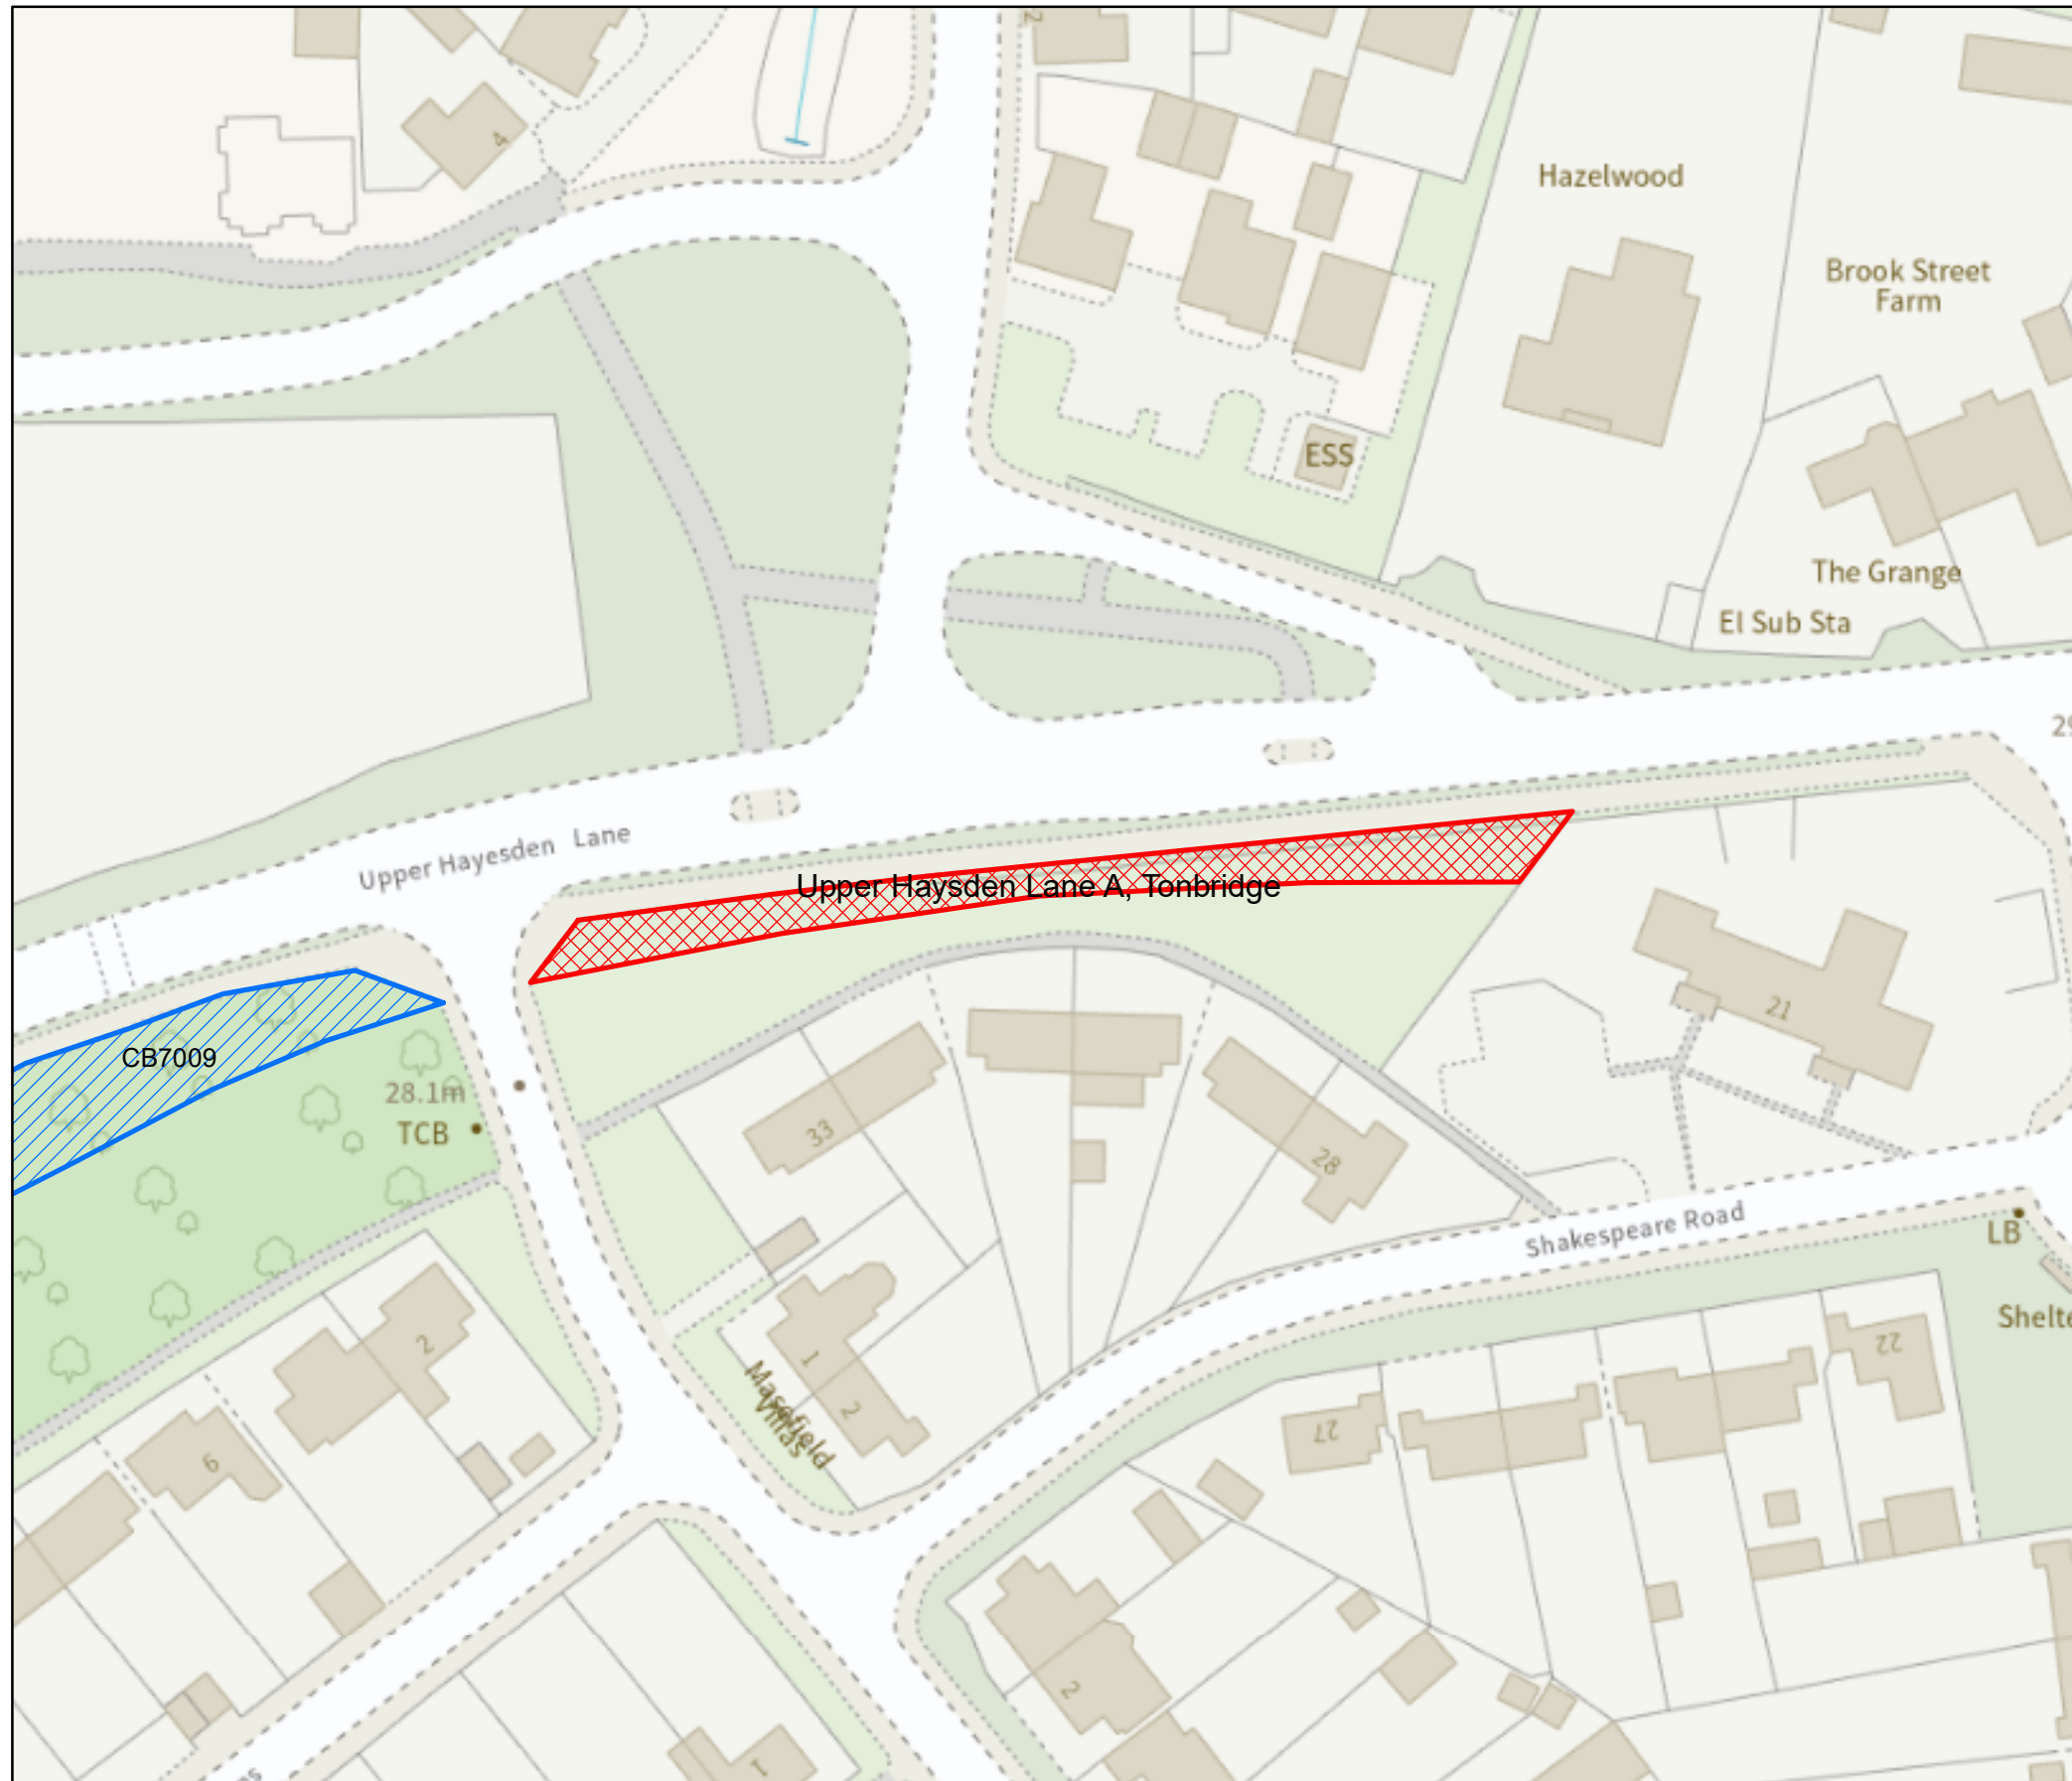 4
Hazelwood
Brook Street
Farm
ESS
The Grange
El Sub Sta
29
Upper Hayesden Lane
Upper Haysden Lane A, Tonbridge
21
CB7009
28.1m
TCB
33
28
Shakespeare Road
LB
Shelte
2
1
2
Masefield
Villas
22
27
6
2
1